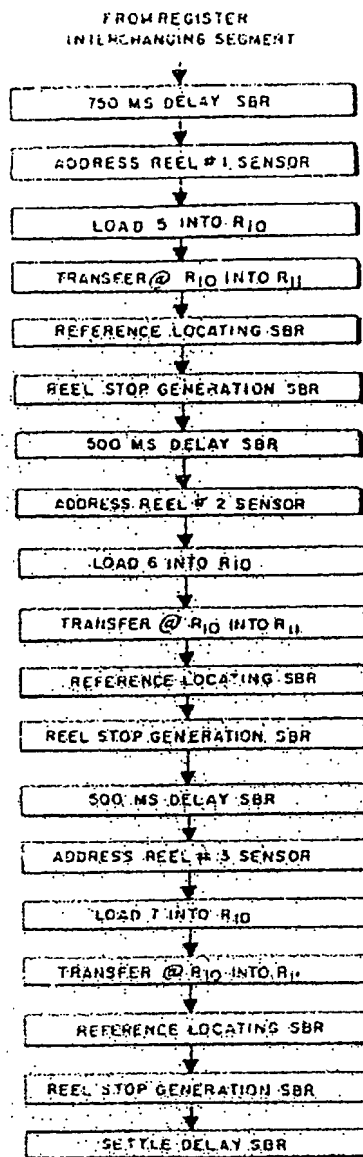 FROM REGISTER
INTERCHANGING SEGMENT
750 MS DELAY SBR
ADDRESS REEL # 1 SENSOR
LOAD 5 INTO R10
TRANSFER @ R10 INTO R11
REFERENCE LOCATING SBR
REEL STOP GENERATION SBR
500 MS DELAY SBR
ADDRESS REEL # 2 SENSOR
LOAD 6 INTO R10
TRANSFER @ R10 INTO R11
REFERENCE LOCATING SBR
REEL STOP GENERATION SBR
500 MS DELAY SBR
ADDRESS REEL # 3 SENSOR
LOAD 7 INTO R10
TRANSFER @ R10 INTO R11
REFERENCE LOCATING SBR
REEL STOP GENERATION SBR
SETTLE DELAY SBR